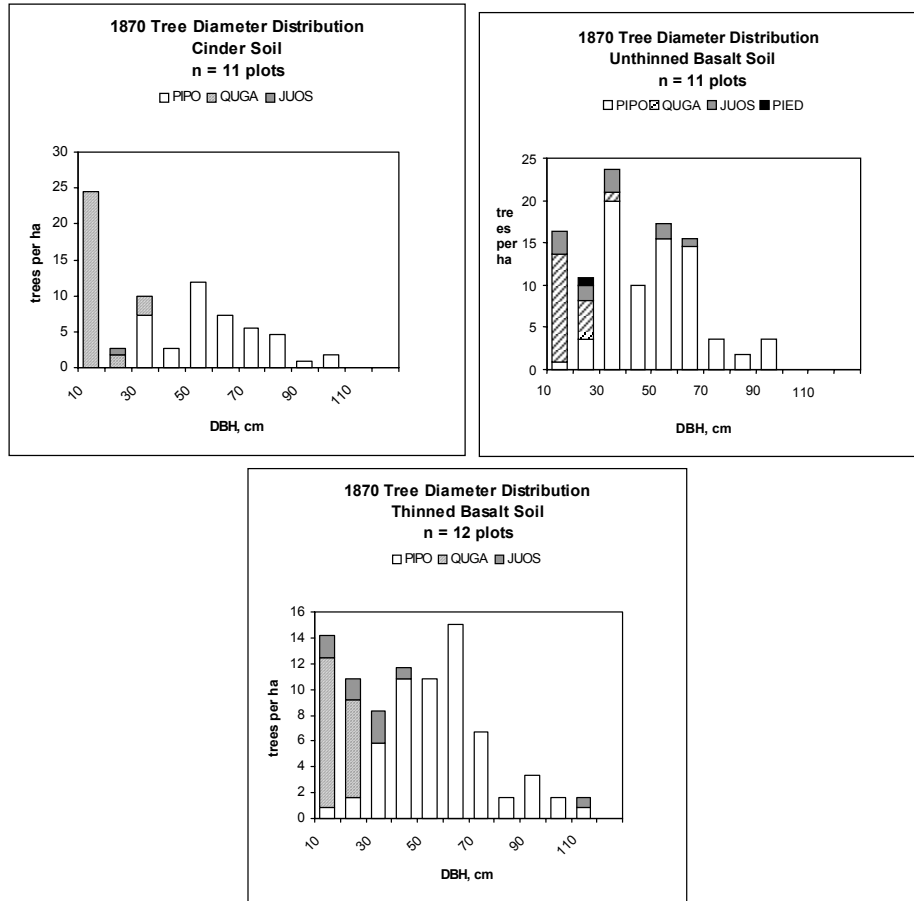 1870 Tree Diameter Distribution
Cinder Soil
n = 11 plots
PIPO QUGA JUOS
30
25
20
15
10
5
0
trees per ha
10 30 50 70 90 110
DBH, cm
1870 Tree Diameter Distribution
Unthinned Basalt Soil
n = 11 plots
PIPO QUGA JUOS PIED
25
20
15
10
5
0
tre
es
per
ha
10 30 50 70 90 110
DBH, cm
1870 Tree Diameter Distribution
Thinned Basalt Soil
n = 12 plots
PIPO QUGA JUOS
16
14
12
10
8
6
4
2
0
trees per ha
10 30 50 70 90 110
DBH, cm